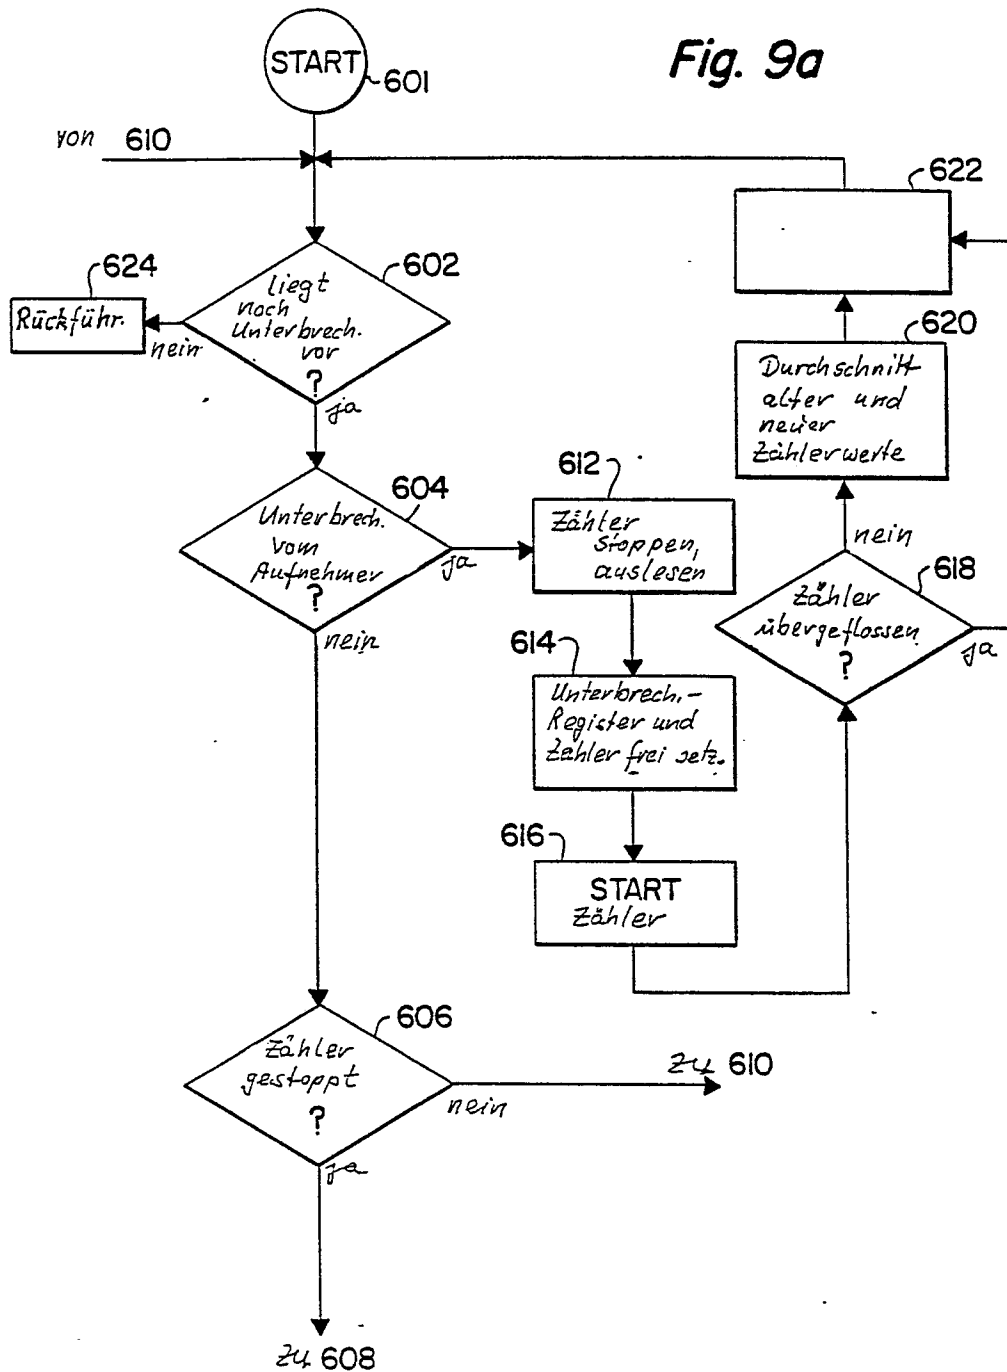 Fig. 9a
START
601
von 610
622
602
624
liegt
noch
Unterbrech.
vor
?
Rückführ.
nein
ja
620
Durchschnitt
alter und
neuer
Zählerwerte
604
Unterbrech.
vom
Aufnehmer
?
ja
nein
612
Zähler
stoppen,
auslesen
nein
618
Zähler
übergeflossen
?
ja
614
Unterbrech.-
Register und
Zähler frei setz.
616
START
Zähler
606
Zähler
gestoppt
?
nein
zu 610
ja
zu 608